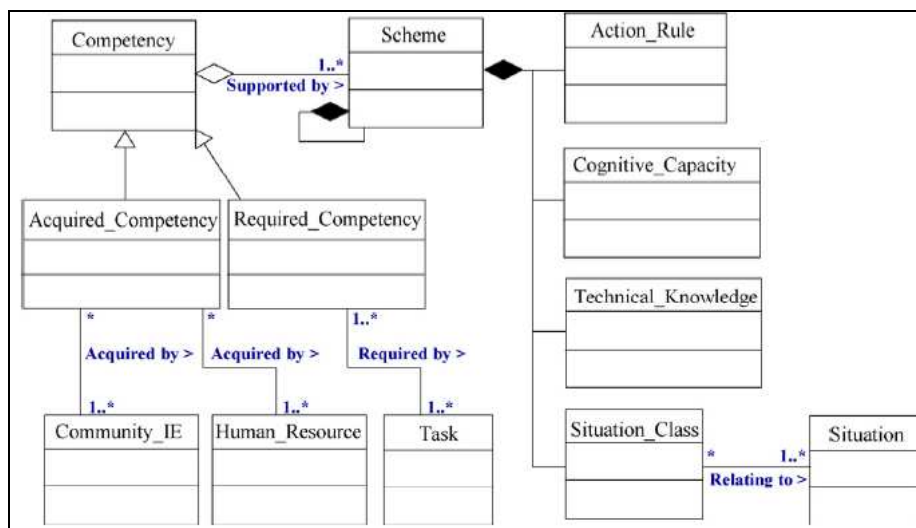 Competency
Scheme
Action_Rule
1..*
Supported by >
Cognitive_Capacity
Acquired_Competency
Required_Competency
Technical_Knowledge
*
*
1..*
Acquired by >
Acquired by >
Required by >
1..*
1..*
1..*
Community_IE
Human_Resource
Task
Situation_Class
Situation
*
1..*
Relating to >